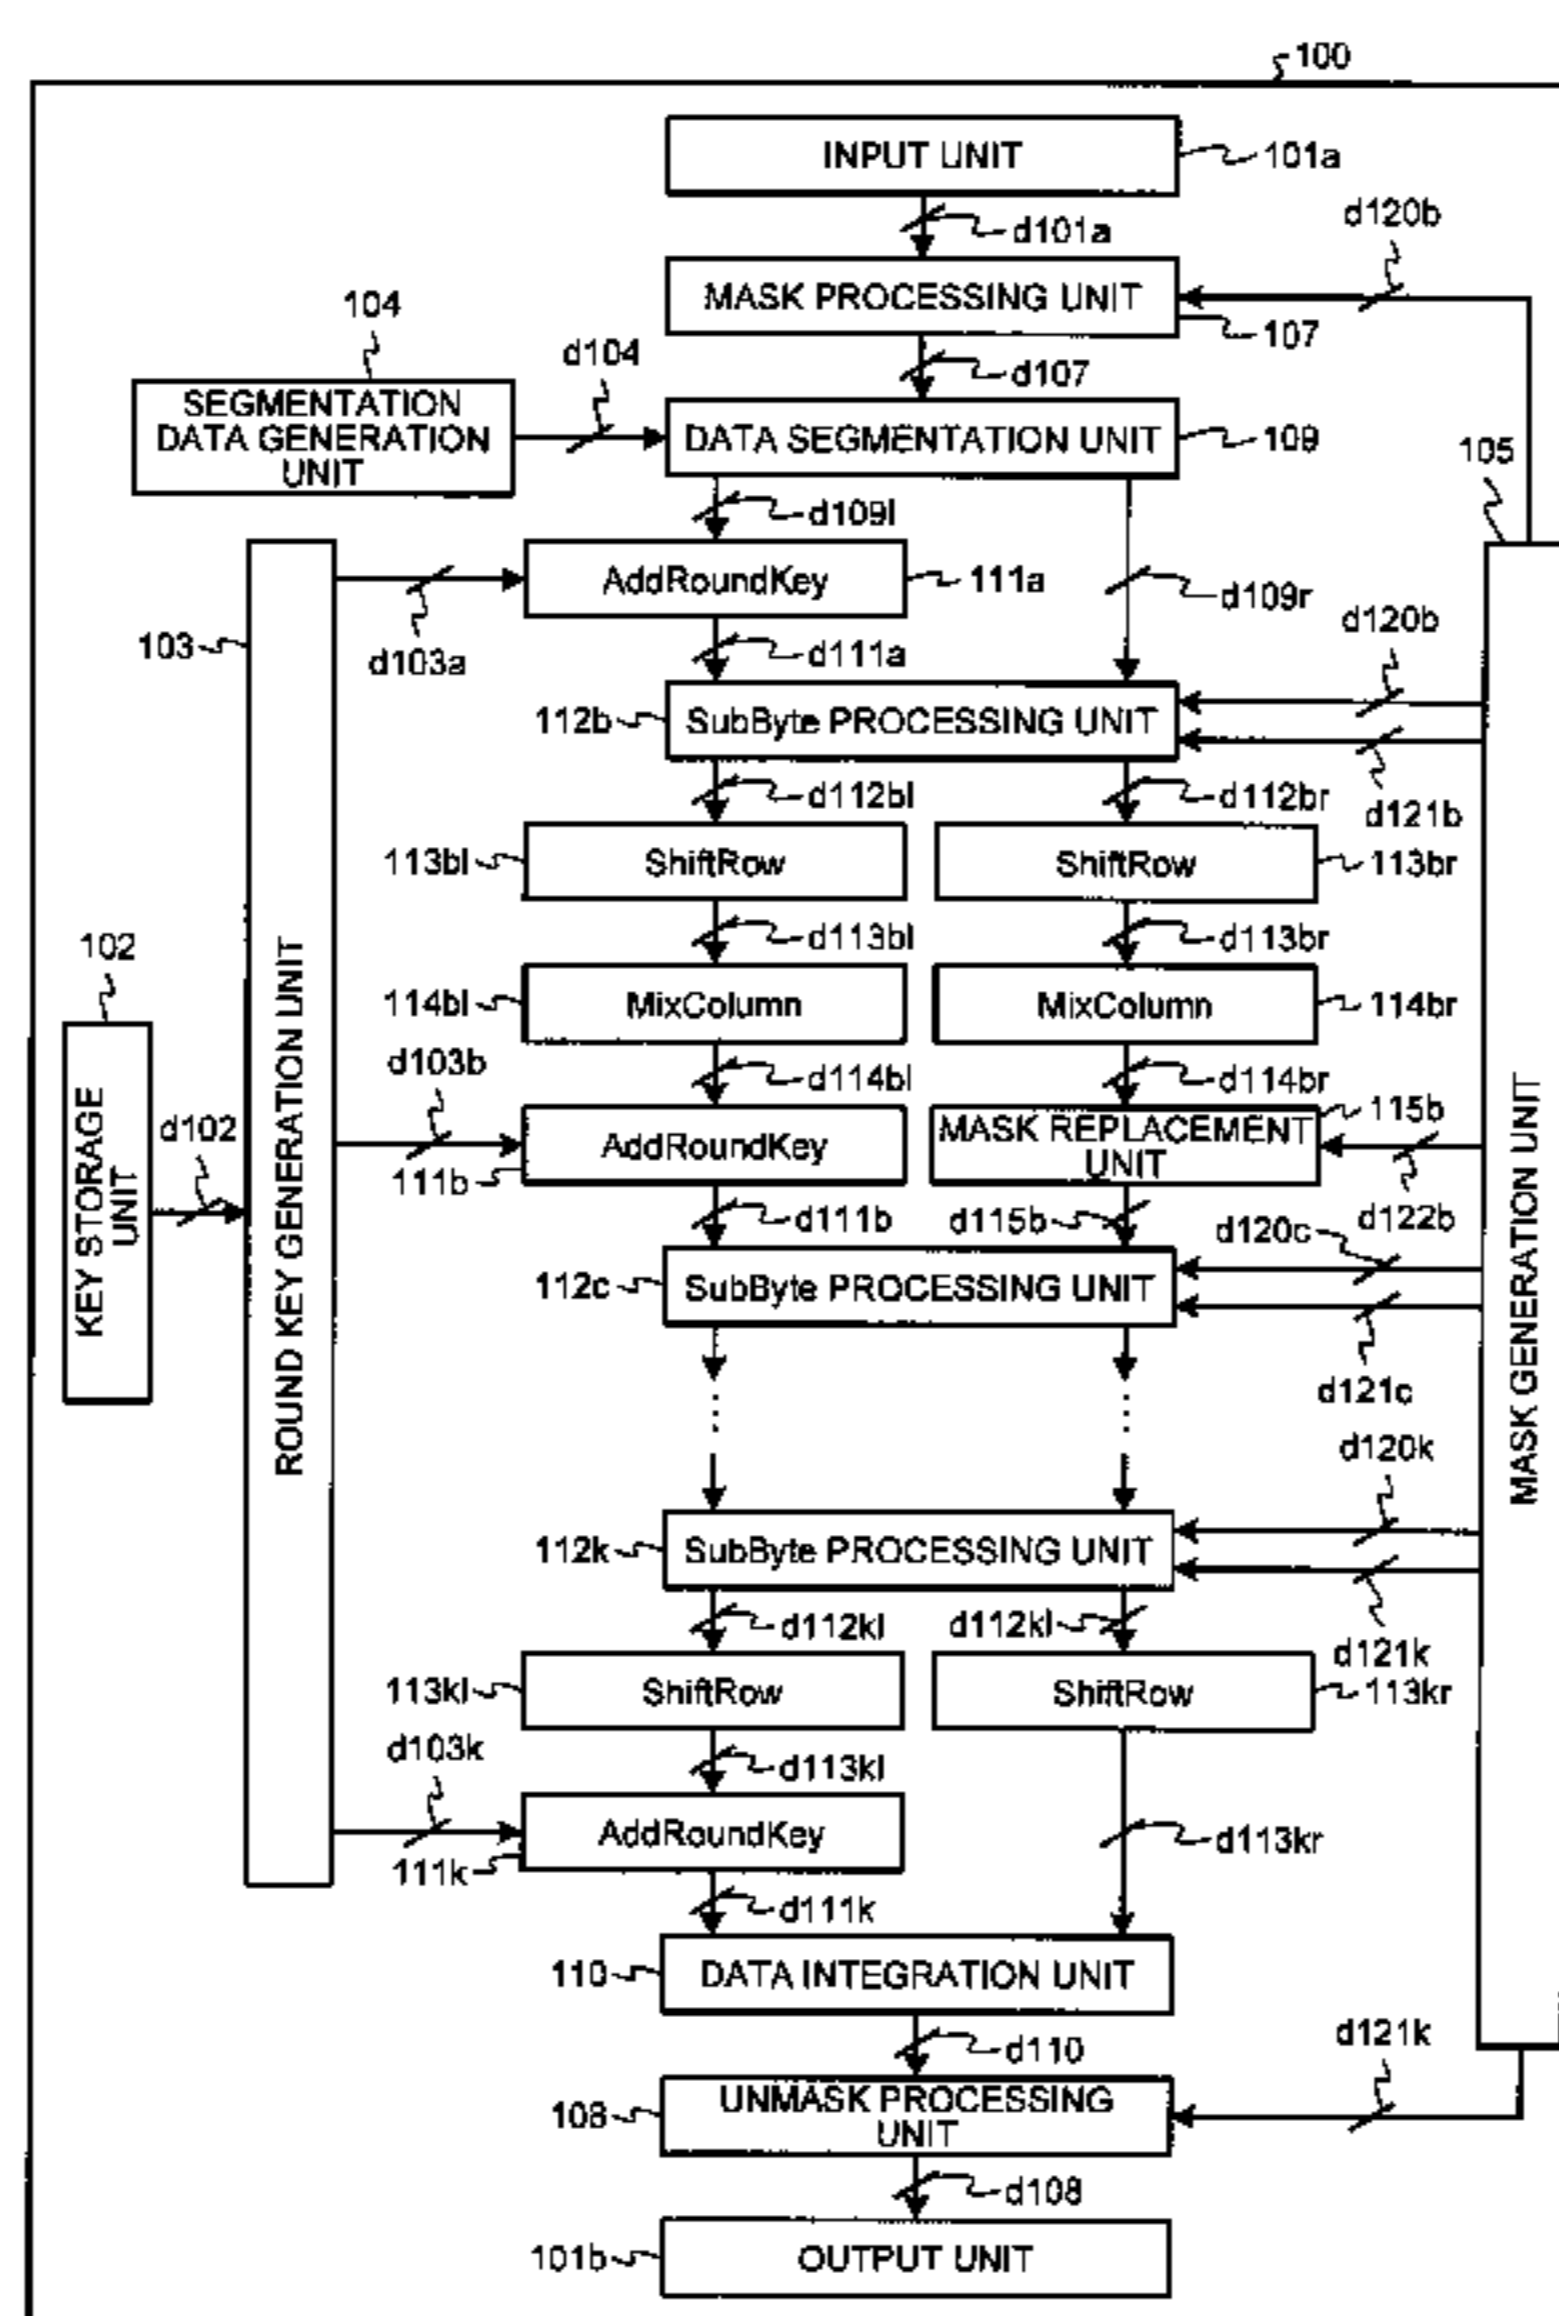 100
INPUT UNIT
101a
d101a
d120b
MASK PROCESSING UNIT
107
104
d104
d107
SEGMENTATION
DATA GENERATION
UNIT
DATA SEGMENTATION UNIT
109
105
d109l
AddRoundKey
111a
d109r
103
d103a
d111a
d120b
112b
SubByte PROCESSING UNIT
d112bl
d112br
d121b
113bl
ShiftRow
ShiftRow
113br
102
d113bl
d113br
114bl
MixColumn
MixColumn
114br
d103b
d114bl
d114br
KEY STORAGE
UNIT
d102
ROUND KEY GENERATION UNIT
MASK GENERATION UNIT
AddRoundKey
111b
MASK REPLACEMENT
UNIT
115b
d111b
d115b
d120c
d122b
112c
SubByte PROCESSING UNIT
d121c
d120k
112k
SubByte PROCESSING UNIT
d112kl
d112kl
d121k
113kl
ShiftRow
ShiftRow
113kr
d103k
d113kl
AddRoundKey
111k
d113kr
d111k
110
DATA INTEGRATION UNIT
d110
d121k
108
UNMASK PROCESSING
UNIT
d108
101b
OUTPUT UNIT